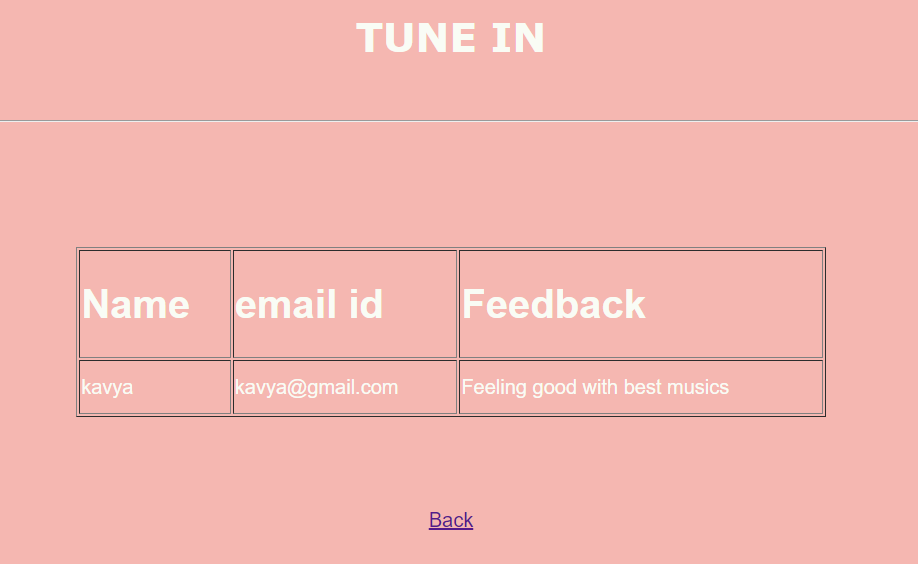 TUNE IN
Name email id Feedback
kavya kavya@gmail.com Feeling good with best musics
Back